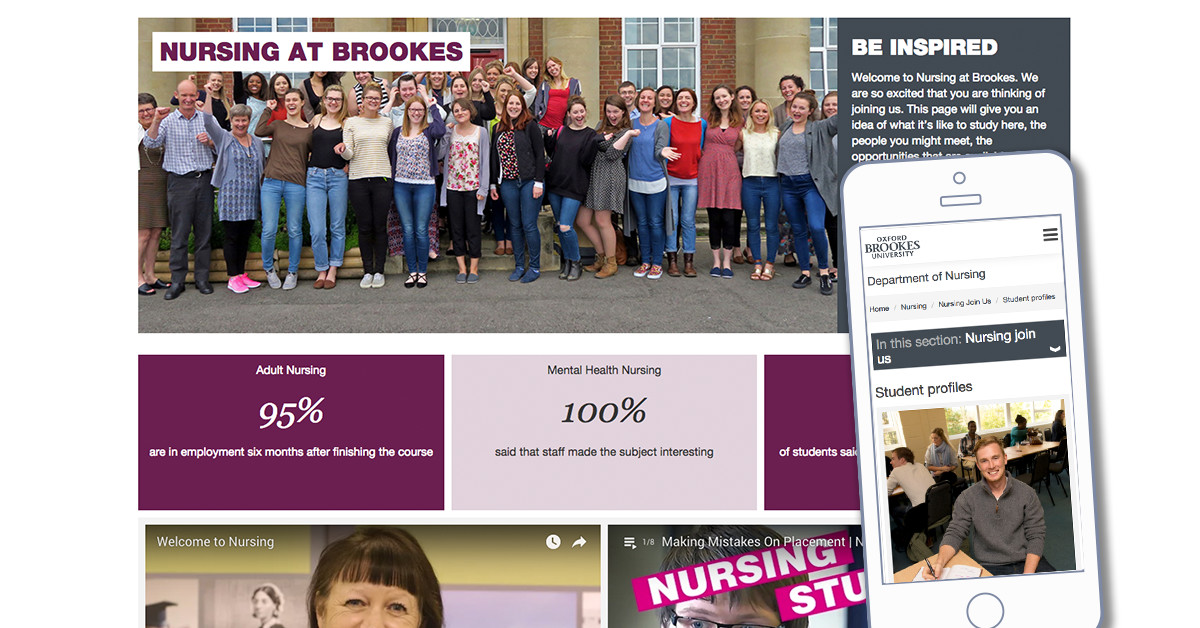 NURSING AT BROOKES
BE INSPIRED
Welcome to Nursing at Brookes. We
are so excited that you are thinking of
joining us. This page will give you an
idea of what it's like to study here, the
people you might meet, the
opportunities that are
Adult Nursing
95%
are in employment six months after finishing the course
Mental Health Nursing
100%
said that staff made the subject interesting
of students
Welcome to Nursing
1/8 Making Mistakes On Placement | N
NURSING
STU
OXFORD
BROOKES
UNIVERSITY
Department of Nursing
Home / Nursing / Nursing Join Us / Student profiles
In this section: Nursing join
us
Student profiles